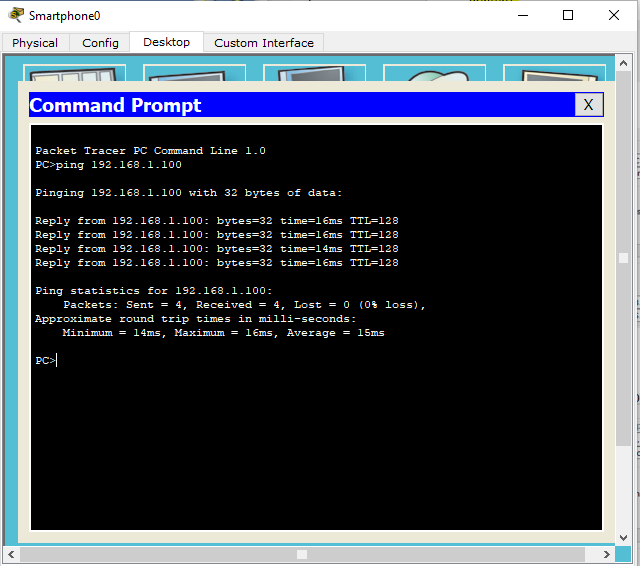 Smartphone0
Physical Config Desktop Custom Interface
Command Prompt X
Packet Tracer PC Command Line 1.0
PC>ping 192.168.1.100
Pinging 192.168.1.100 with 32 bytes of data:
Reply from 192.168.1.100: bytes=32 time=16ms TTL=128
Reply from 192.168.1.100: bytes=32 time=16ms TTL=128
Reply from 192.168.1.100: bytes=32 time=14ms TTL=128
Reply from 192.168.1.100: bytes=32 time=16ms TTL=128
Ping statistics for 192.168.1.100:
Packets: Sent = 4, Received = 4, Lost = 0 (0% loss),
Approximate round trip times in milli-seconds:
Minimum = 14ms, Maximum = 16ms, Average = 15ms
PC>